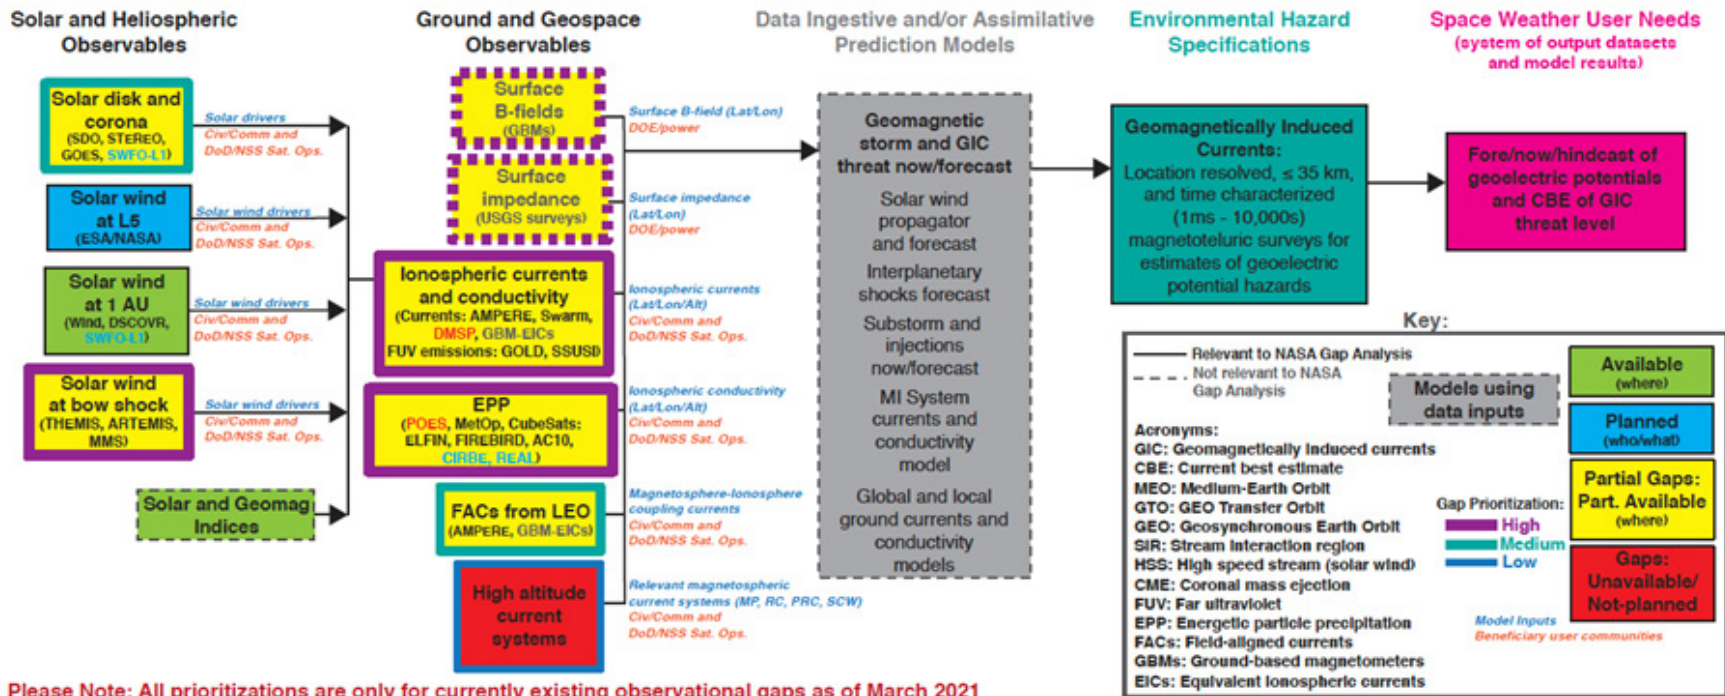 Solar and Heliospheric
Observables
Solar disk and
corona
(SDO, STEREO,
GOES, SWFO-L1)
Solar drivers
Civ/Comm and
DoD/NSS Sat. Ops.
Solar wind
at L5
(ESA/NASA)
Solar wind drivers
Civ/Comm and
DoD/NSS Sat. Ops.
Solar wind
at 1 AU
(Wind, DSCOVR,
SWFO-L1)
Solar wind drivers
Civ/Comm and
DoD/NSS Sat. Ops.
Solar wind
at bow shock
(THEMIS, ARTEMIS,
MMS)
Solar wind drivers
Civ/Comm and
DoD/NSS Sat. Ops.
Solar and Geomag
Indices
Ground and Geospace
Observables
Surface
B-fields
(GBMs)
Surface B-field (Lat/Lon)
DOE/power
Surface
impedance
(USGS surveys)
Surface impedance
(Lat/Lon)
DOE/power
Ionospheric currents
and conductivity
(Currents: AMPERE, Swarm,
DMSP, GBM-EICs
FUV emissions: GOLD, SSUSI)
Ionospheric currents
(Lat/Lon/Alt)
Civ/Comm and
DoD/NSS Sat. Ops.
EPP
(POES, MetOp, CubeSats:
ELFIN, FIREBIRD, AC10,
CIRBE, REAL)
Ionospheric conductivity
(Lat/Lon/Alt)
Civ/Comm and
DoD/NSS Sat. Ops.
FACs from LEO
(AMPERE, GBM-EICs)
Magnetosphere-Ionosphere
coupling currents
Civ/Comm and
DoD/NSS Sat. Ops.
High altitude
current
systems
Relevant magnetospheric
current systems (MP, RC, PRC, SCW)
Civ/Comm and
DoD/NSS Sat. Ops.
Data Ingestive and/or Assimilative
Prediction Models
Geomagnetic
storm and GIC
threat now/forecast
Solar wind
propagator
and forecast
Interplanetary
shocks forecast
Substorm and
injections
now/forecast
MI System
currents and
conductivity
model
Global and local
ground currents and
conductivity
models
Environmental Hazard
Specifications
Geomagnetically Induced
Currents:
Location resolved, ≤ 35 km,
and time characterized
(1ms - 10,000s)
magnetoteluric surveys for
estimates of geoelectric
potential hazards
Space Weather User Needs
(system of output datasets
and model results)
Fore/now/hindcast of
geoelectric potentials
and CBE of GIC
threat level
Key:
Relevant to NASA Gap Analysis
Not relevant to NASA
Gap Analysis
Models using
data inputs
Acronyms:
GIC: Geomagnetically Induced currents
CBE: Current best estimate
MEO: Medium-Earth Orbit
GTO: GEO Transfer Orbit
GEO: Geosynchronous Earth Orbit
SIR: Stream Interaction region
HSS: High speed stream (solar wind)
CME: Coronal mass ejection
FUV: Far ultraviolet
EPP: Energetic particle precipitation
FACs: Field-aligned currents
GBMs: Ground-based magnetometers
EICs: Equivalent Ionospheric currents
Gap Prioritization:
High
Medium
Low
Available
(where)
Planned
(who/what)
Partial Gaps:
Part. Available
(where)
Gaps:
Unavailable/
Not-planned
Model Inputs
Beneficiary user communities
Please Note: All prioritizations are only for currently existing observational gaps as of March 2021